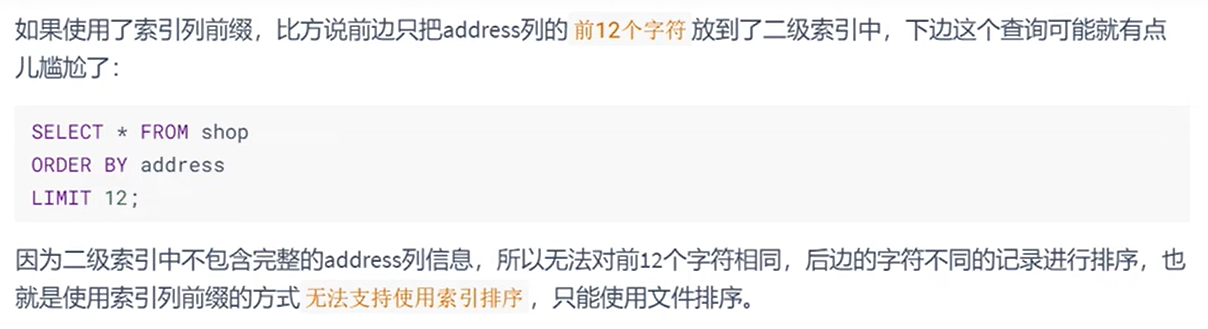 如果使用了索引列前缀，比方说前边只把address列的 前12个字符 放到了二级索引中，下边这个查询可能就有点
儿尴尬了：
SELECT * FROM shop
ORDER BY address
LIMIT 12;
因为二级索引中不包含完整的address列信息，所以无法对前12个字符相同，后边的字符不同的记录进行排序，也
就是使用索引列前缀的方式 无法支持使用索引排序 ，只能使用文件排序。